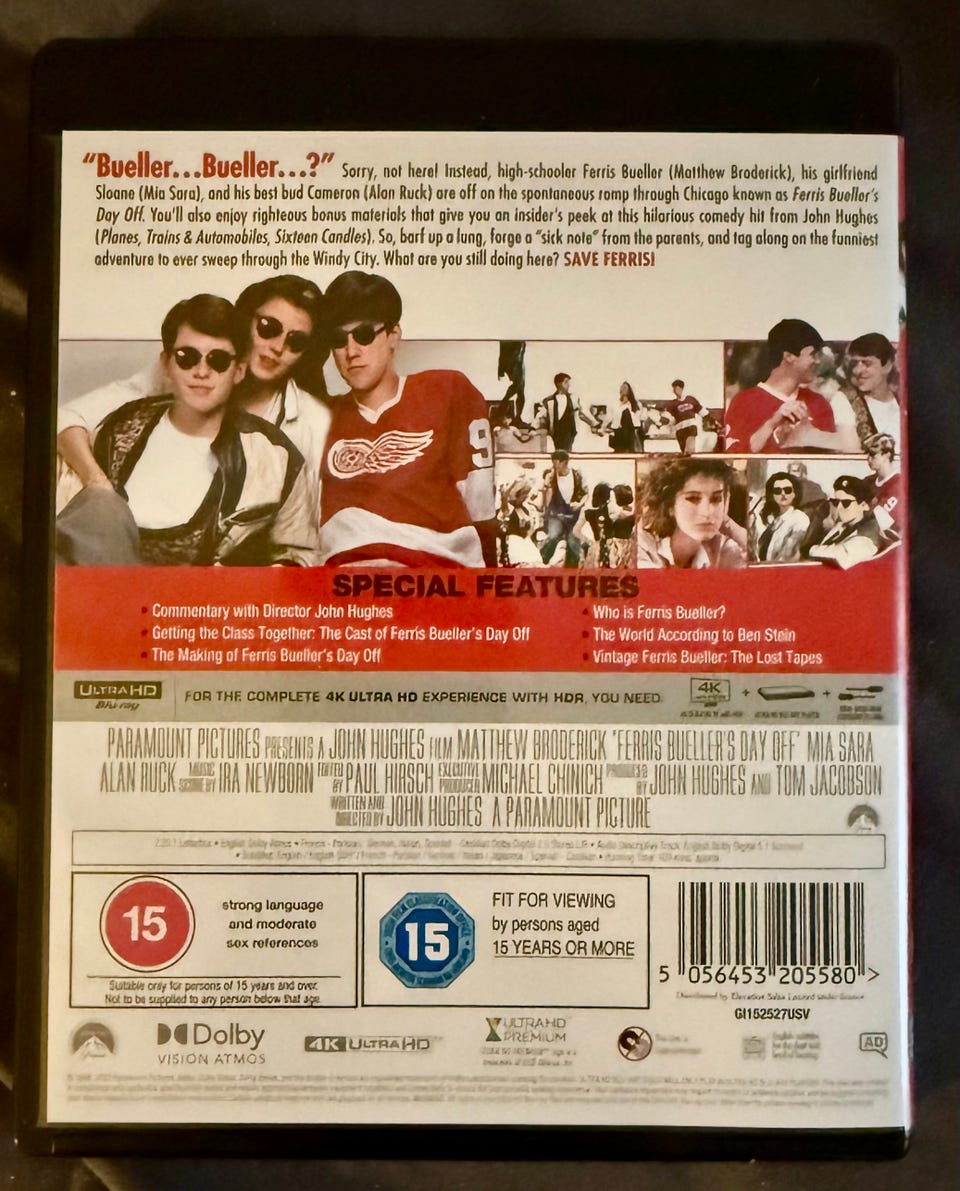 “Bueller...Bueller...?” Sorry, not here! Instead, high-schooler Ferris Bueller (Matthew Broderick), his girlfriend
Sloane (Mia Sara), and his best bud Cameron (Alan Ruck) are off on the spontaneous romp through Chicago known as Ferris Bueller's
Day Off. You'll also enjoy righteous bonus materials that give you an insider's peek at this hilarious comedy hit from John Hughes
(Planes, Trains & Automobiles, Sixteen Candles). So, barf up a lung, forge a “sick note” from the parents, and tag along on the funniest
adventure to ever sweep through the Windy City. What are you still doing here? SAVE FERRIS!
9
SPECIAL FEATURES
• Commentary with Director John Hughes
• Getting the Class Together: The Cast of Ferris Bueller's Day Off
• The Making of Ferris Bueller's Day Off
• Who is Ferris Bueller?
• The World According to Ben Stein
• Vintage Ferris Bueller: The Lost Tapes
ULTRA HD
Blu-ray
FOR THE COMPLETE 4K ULTRA HD EXPERIENCE WITH HDR, YOU NEED
4K
+ +
PARAMOUNT PICTURES PRESENTS A JOHN HUGHES FILM MATTHEW BRODERICK 'FERRIS BUELLER'S DAY OFF' MIA SARA
ALAN RUCK MUSIC SCORE BY IRA NEWBORN EDITED BY PAUL HIRSCH EXECUTIVE PRODUCER MICHAEL CHINICH PRODUCED BY JOHN HUGHES AND TOM JACOBSON
WRITTEN AND DIRECTED BY JOHN HUGHES A PARAMOUNT PICTURE
15
strong language
and moderate
sex references
Suitable only for persons of 15 years and over.
Not to be supplied to any person below that age.
15
FIT FOR VIEWING
by persons aged
15 YEARS OR MORE
5 056453 205580 >
GI152527USV
Dolby
VISION ATMOS
4K ULTRA HD
ULTRA HD
PREMIUM
AD